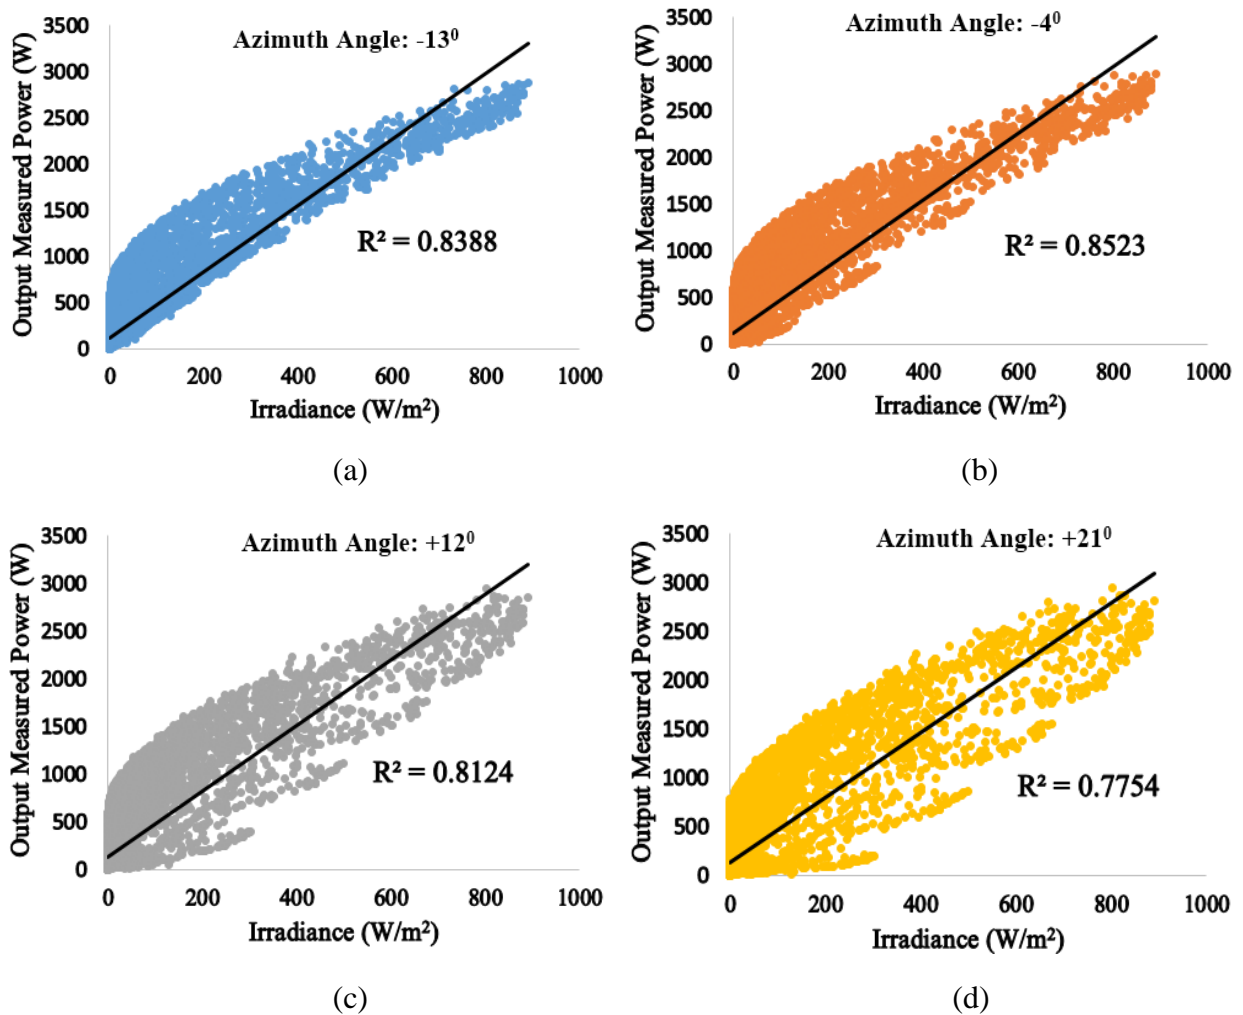 Azimuth Angle: -13⁰
Output Measured Power (W)
3500
3000
2500
2000
1500
1000
500
0
R² = 0.8388
0 200 400 600 800 1000
Irradiance (W/m²)
(a)
Azimuth Angle: -4⁰
Output Measured Power (W)
3500
3000
2500
2000
1500
1000
500
0
R² = 0.8523
0 200 400 600 800 1000
Irradiance (W/m²)
(b)
Azimuth Angle: +12⁰
Output Measured Power (W)
3500
3000
2500
2000
1500
1000
500
0
R² = 0.8124
0 200 400 600 800 1000
Irradiance (W/m²)
(c)
Azimuth Angle: +21⁰
Output Measured Power (W)
3500
3000
2500
2000
1500
1000
500
0
R² = 0.7754
0 200 400 600 800 1000
Irradiance (W/m²)
(d)